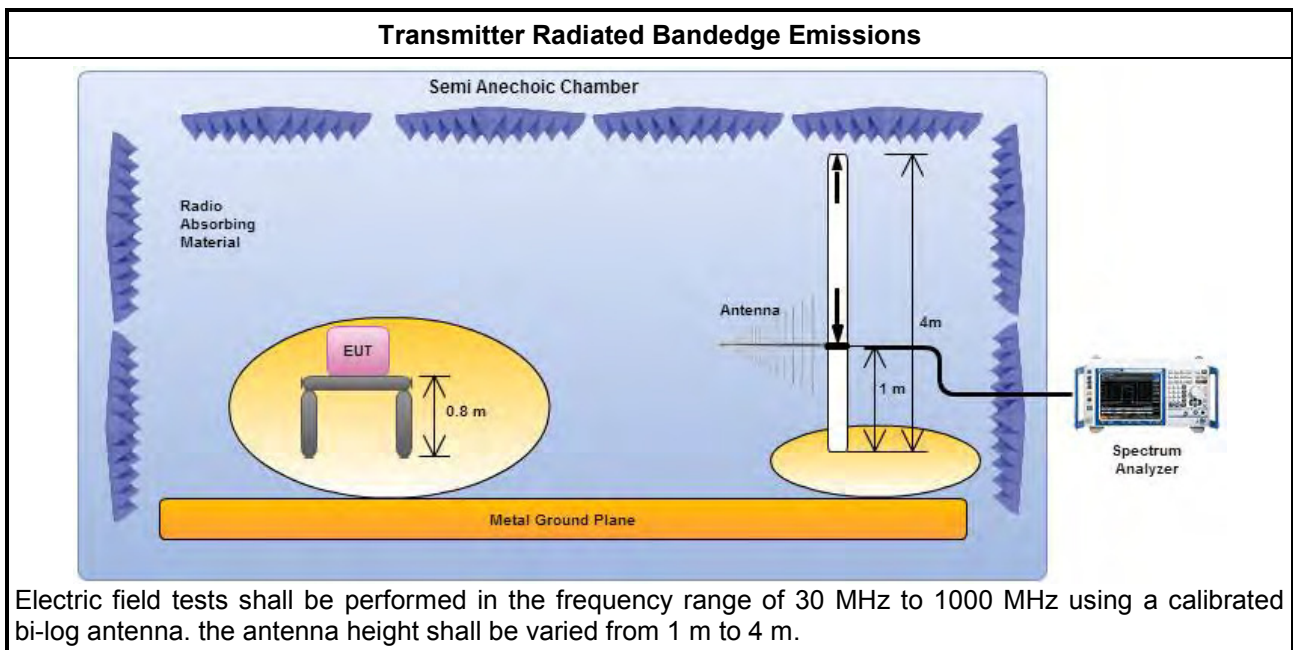 Transmitter Radiated Bandedge Emissions
Semi Anechoic Chamber
Radio
Absorbing
Material
Antenna
4m
EUT
1 m
0.8 m
Spectrum
Analyzer
Metal Ground Plane
Electric field tests shall be performed in the frequency range of 30 MHz to 1000 MHz using a calibrated
bi-log antenna. the antenna height shall be varied from 1 m to 4 m.